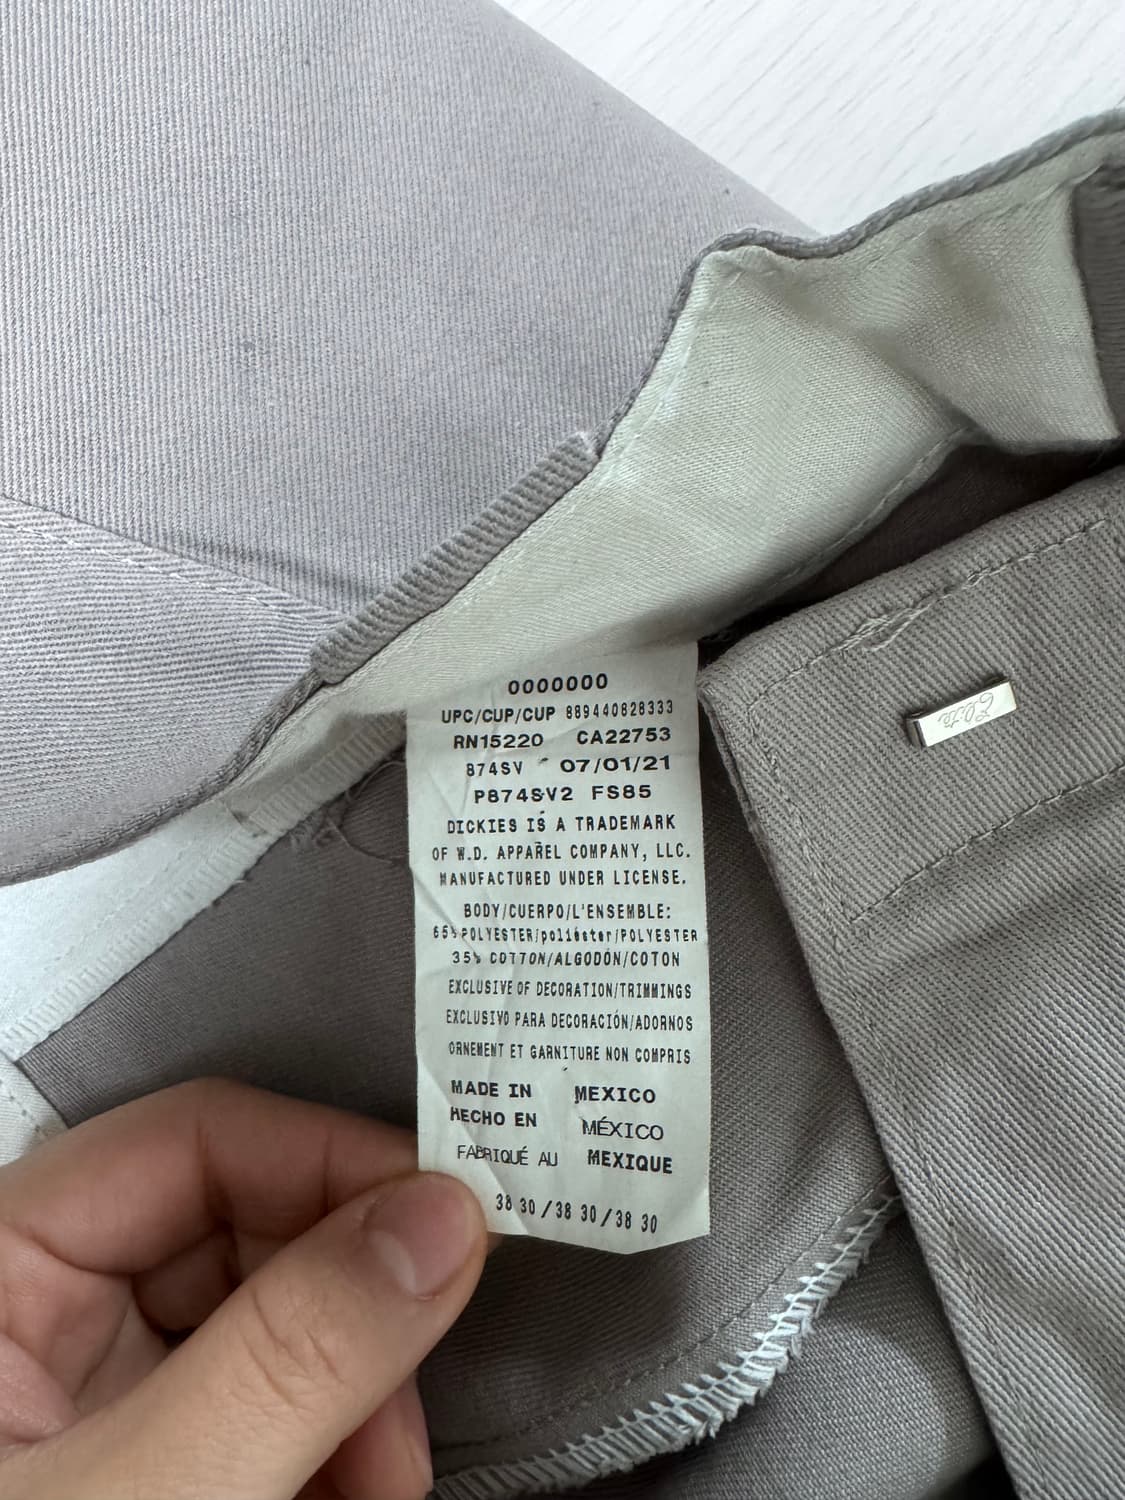 0000000
UPC/CUP/CUP 889440828333
RN15220 CA22753
874SV 07/01/21
P874SV2 FS85
DICKIES IS A TRADEMARK
OF W.D. APPAREL COMPANY, LLC.
MANUFACTURED UNDER LICENSE.
BODY/CUERPO/L'ENSEMBLE:
65% POLYESTER/poliéster/POLYESTER
35% COTTON/ALGODÓN/COTON
EXCLUSIVE OF DECORATION/TRIMMINGS
EXCLUSIVO PARA DECORACIÓN/ADORNOS
ORNEMENT ET GARNITURE NON COMPRIS
MADE IN MEXICO
HECHO EN MÉXICO
FABRIQUÉ AU MEXIQUE
38 30/38 30/38 30